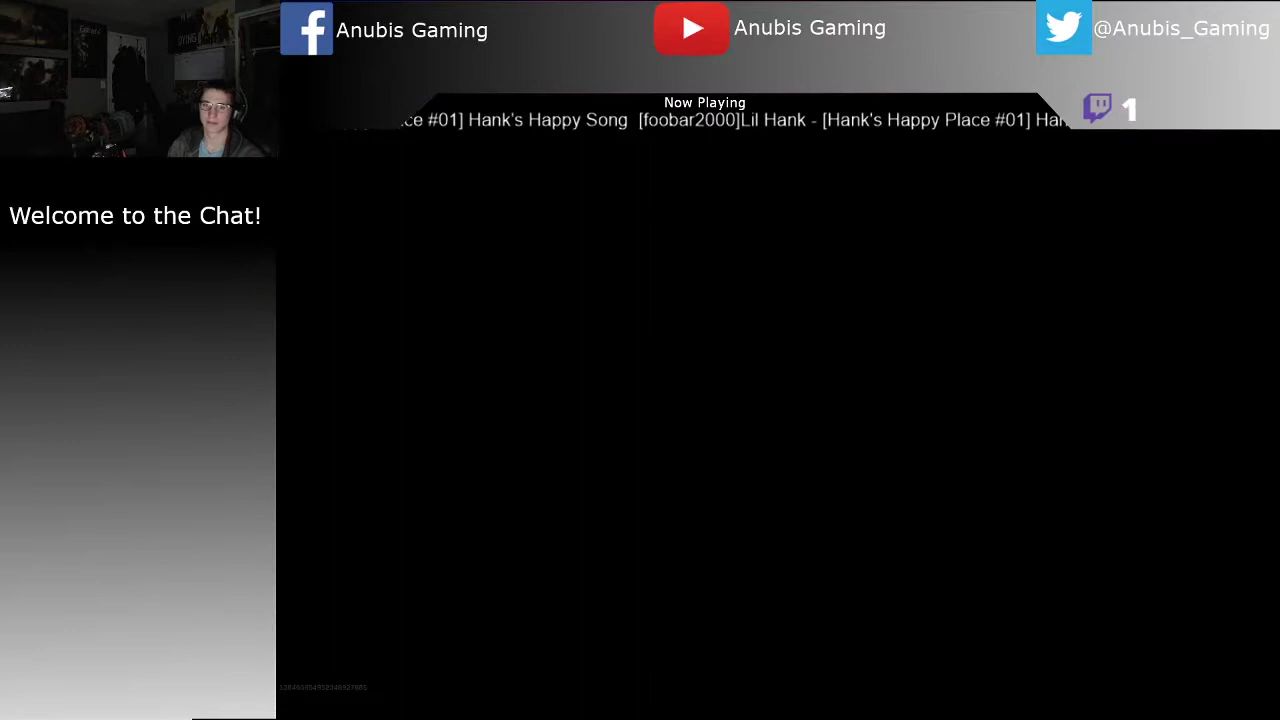 Anubis Gaming
Anubis Gaming
@Anubis_Gaming
Now Playing
ce #01] Hank's Happy Song [foobar2000]Lil Hank - [Hank's Happy Place #01] Han
1
Welcome to the Chat!